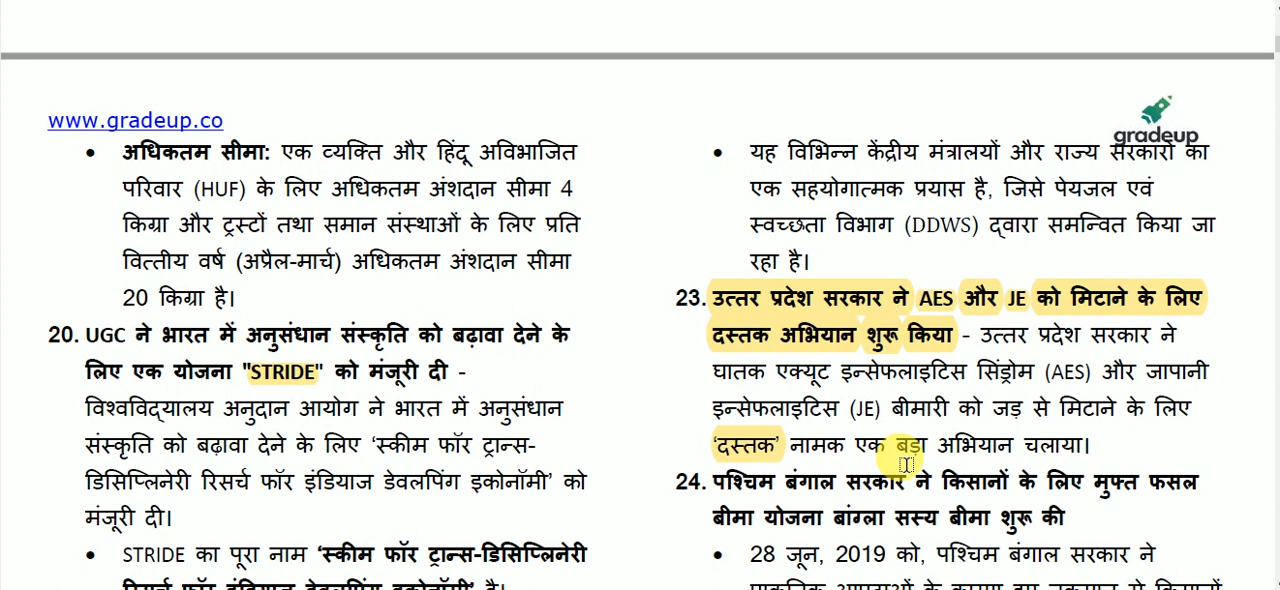 www.gradeup.co
gradeup
• अधिकतम सीमा: एक व्यक्ति और हिंदू अविभाजित
परिवार (HUF) के लिए अधिकतम अंशदान सीमा 4
किग्रा और ट्रस्टों तथा समान संस्थाओं के लिए प्रति
वित्तीय वर्ष (अप्रैल-मार्च) अधिकतम अंशदान सीमा
20 किग्रा है।
20. UGC ने भारत में अनुसंधान संस्कृति को बढ़ावा देने के
लिए एक योजना "STRIDE" को मंजूरी दी -
विश्वविद्यालय अनुदान आयोग ने भारत में अनुसंधान
संस्कृति को बढ़ावा देने के लिए ‘स्कीम फॉर ट्रान्स-
डिसिप्लिनेरी रिसर्च फॉर इंडियाज डेवलपिंग इकोनॉमी’ को
मंजूरी दी।
• STRIDE का पूरा नाम ‘स्कीम फॉर ट्रान्स-डिसिप्लिनेरी
रिसर्च फॉर इंडियाज डेवलपिंग इकोनॉमी’ है।
• यह विभिन्न केंद्रीय मंत्रालयों और राज्य सरकारों का
एक सहयोगात्मक प्रयास है, जिसे पेयजल एवं
स्वच्छता विभाग (DDWS) द्वारा समन्वित किया जा
रहा है।
23. उत्तर प्रदेश सरकार ने AES और JE को मिटाने के लिए
दस्तक अभियान शुरू किया - उत्तर प्रदेश सरकार ने
घातक एक्यूट इन्सेफलाइटिस सिंड्रोम (AES) और जापानी
इन्सेफलाइटिस (JE) बीमारी को जड़ से मिटाने के लिए
‘दस्तक’ नामक एक बड़ा अभियान चलाया।
24. पश्चिम बंगाल सरकार ने किसानों के लिए मुफ्त फसल
बीमा योजना बांग्ला सस्य बीमा शुरू की
• 28 जून, 2019 को, पश्चिम बंगाल सरकार ने